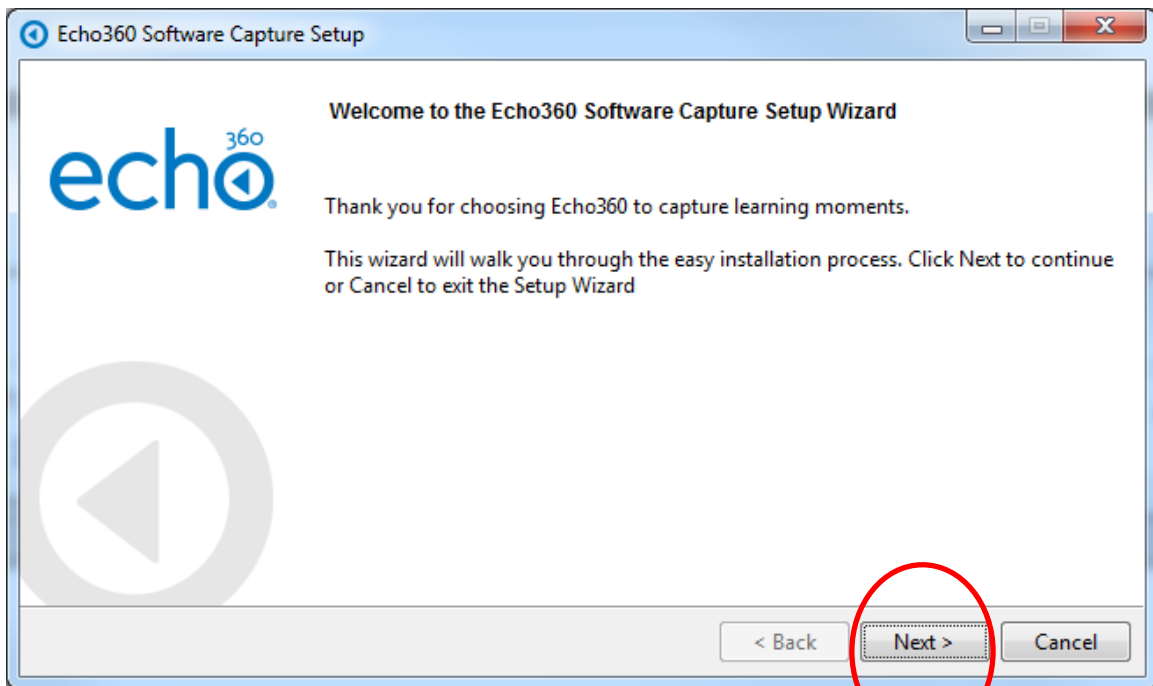 Echo360 Software Capture Setup
Welcome to the Echo360 Software Capture Setup Wizard
echo 360
Thank you for choosing Echo360 to capture learning moments.
This wizard will walk you through the easy installation process. Click Next to continue
or Cancel to exit the Setup Wizard
< Back
Next >
Cancel